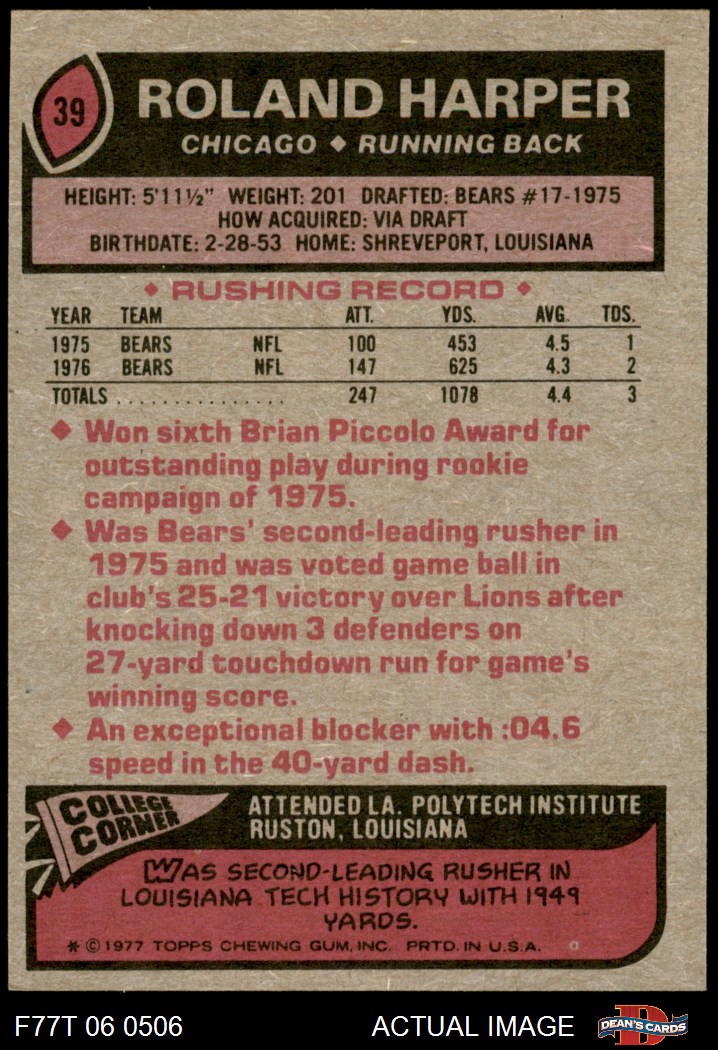 39
ROLAND HARPER
CHICAGO ◆ RUNNING BACK
HEIGHT: 5'11½" WEIGHT: 201 DRAFTED: BEARS #17-1975
HOW ACQUIRED: VIA DRAFT
BIRTHDATE: 2-28-53 HOME: SHREVEPORT, LOUISIANA
◆ RUSHING RECORD ◆
YEAR TEAM ATT. YDS. AVG. TDS.
1975 BEARS NFL 100 453 4.5 1
1976 BEARS NFL 147 625 4.3 2
TOTALS ............... 247 1078 4.4 3
◆ Won sixth Brian Piccolo Award for
outstanding play during rookie
campaign of 1975.
◆ Was Bears' second-leading rusher in
1975 and was voted game ball in
club's 25-21 victory over Lions after
knocking down 3 defenders on
27-yard touchdown run for game's
winning score.
◆ An exceptional blocker with :04.6
speed in the 40-yard dash.
COLLEGE
CORNER
ATTENDED LA. POLYTECH INSTITUTE
RUSTON, LOUISIANA
WAS SECOND-LEADING RUSHER IN
LOUISIANA TECH HISTORY WITH 1949
YARDS.
* © 1977 TOPPS CHEWING GUM, INC. PRTD. IN U.S.A.
F77T 06 0506 ACTUAL IMAGE
D
DEAN'S CARDS